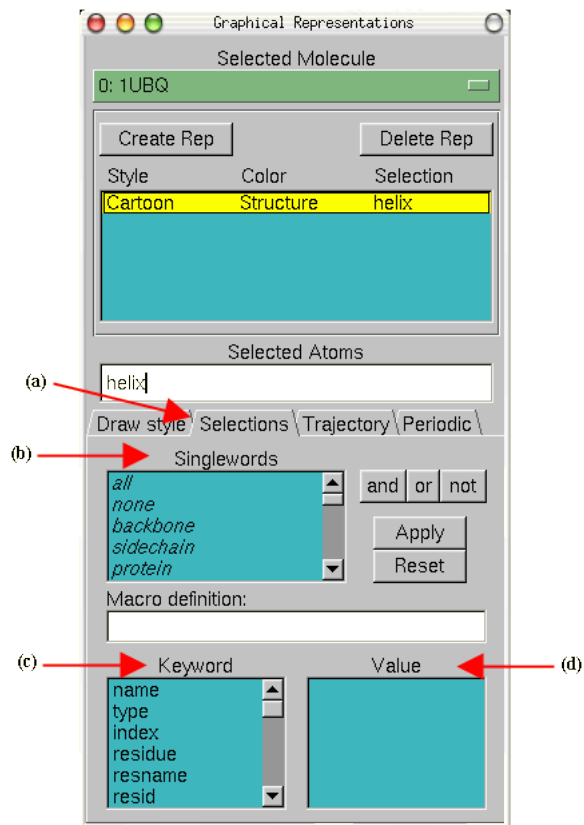 Graphical Representations
Selected Molecule
0: 1UBQ
Create Rep Delete Rep
Style Color Selection
Cartoon Structure helix
Selected Atoms
helix
(a)
Draw style Selections Trajectory Periodic
(b)
Singlewords
all
none
backbone
sidechain
protein
and or not
Apply
Reset
Macro definition:
(c) Keyword Value (d)
name
type
index
residue
resname
resid